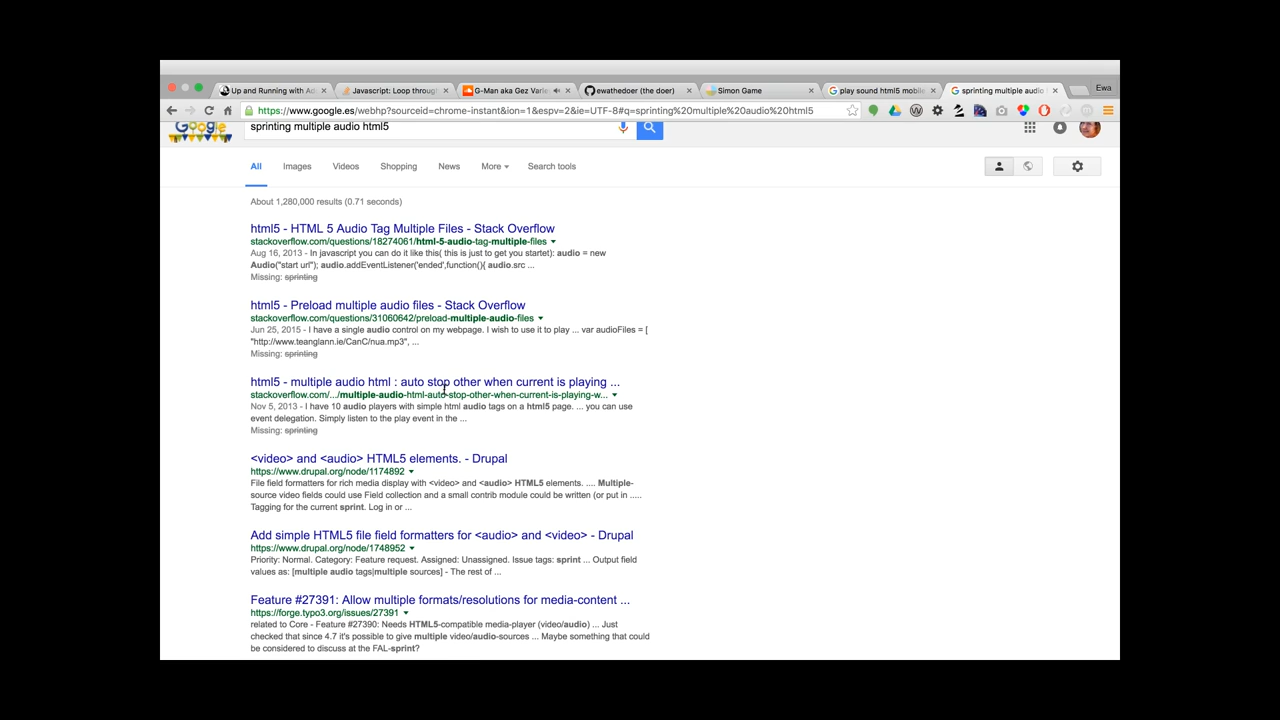 Up and Running with Ad
Javascript: Loop throug
G-Man aka Gez Varle
ewathedoer (the doer)
Simon Game
play sound html5 mobile
sprinting multiple audio h
Ewa
https://www.google.es/webhp?sourceid=chrome-instant&ion=1&espv=2&ie=UTF-8#q=sprinting%20multiple%20audio%20html5
Google
sprinting multiple audio html5
All Images Videos Shopping News More Search tools
About 1,280,000 results (0.71 seconds)
html5 - HTML 5 Audio Tag Multiple Files - Stack Overflow
stackoverflow.com/questions/18274061/html-5-audio-tag-multiple-files
Aug 16, 2013 - In javascript you can do it like this( this is just to get you startet): audio = new
Audio("start url"); audio.addEventListener('ended',function(){ audio.src ...
Missing: sprinting
html5 - Preload multiple audio files - Stack Overflow
stackoverflow.com/questions/31060642/preload-multiple-audio-files
Jun 25, 2015 - I have a single audio control on my webpage. I wish to use it to play ... var audioFiles = [
"http://www.teanglann.ie/CanC/nua.mp3", ...
Missing: sprinting
html5 - multiple audio html : auto stop other when current is playing ...
stackoverflow.com/.../multiple-audio-html-auto-stop-other-when-current-is-playing-w...
Nov 5, 2013 - I have 10 audio players with simple html audio tags on a html5 page. ... you can use
event delegation. Simply listen to the play event in the ...
Missing: sprinting
<video> and <audio> HTML5 elements. - Drupal
https://www.drupal.org/node/1174892
File field formatters for rich media display with <video> and <audio> HTML5 elements. .... Multiple-
source video fields could use Field collection and a small contrib module could be written (or put in .....
Tagging for the current sprint. Log in or ...
Add simple HTML5 file field formatters for <audio> and <video> - Drupal
https://www.drupal.org/node/1748952
Priority: Normal. Category: Feature request. Assigned: Unassigned. Issue tags: sprint ... Output field
values as: [multiple audio tags|multiple sources] - The rest of ...
Feature #27391: Allow multiple formats/resolutions for media-content ...
https://forge.typo3.org/issues/27391
related to Core - Feature #27390: Needs HTML5-compatible media-player (video/audio) ... Just
checked that since 4.7 it's possible to give multiple video/audio-sources ... Maybe something that could
be considered to discuss at the FAL-sprint?